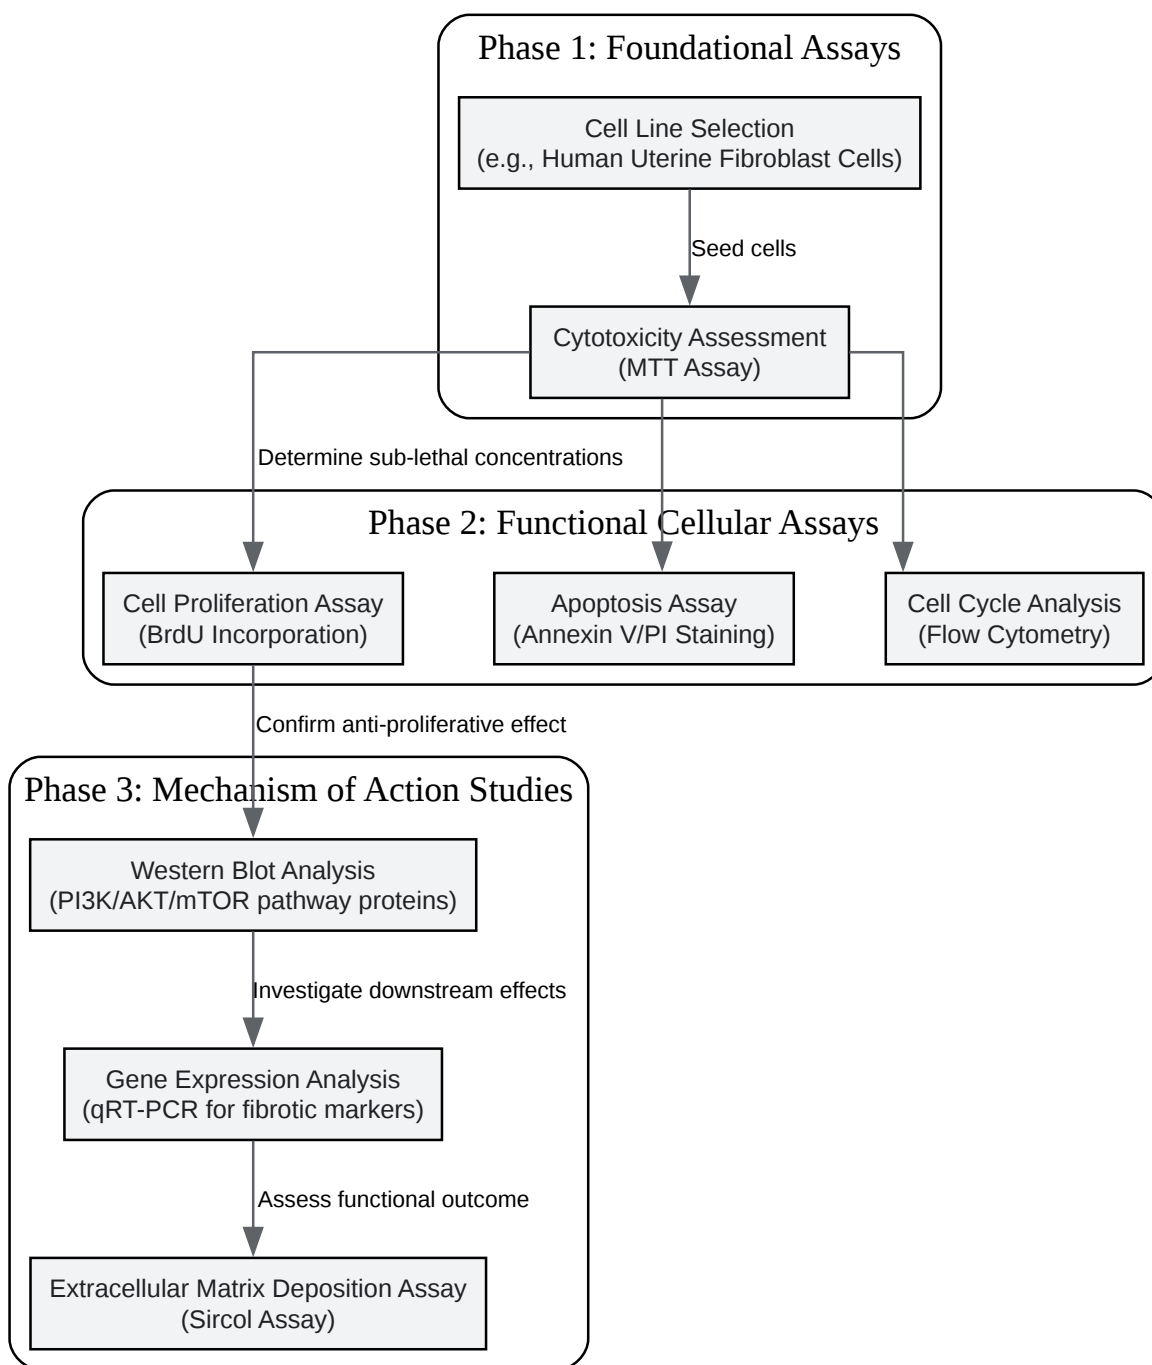 Phase 1: Foundational Assays
Cell Line Selection
(e.g., Human Uterine Fibroblast Cells)
Seed cells
Cytotoxicity Assessment
(MTT Assay)
Determine sub-lethal concentrations
Phase 2: Functional Cellular Assays
Cell Proliferation Assay
(BrdU Incorporation)
Apoptosis Assay
(Annexin V/PI Staining)
Cell Cycle Analysis
(Flow Cytometry)
Confirm anti-proliferative effect
Phase 3: Mechanism of Action Studies
Western Blot Analysis
(PI3K/AKT/mTOR pathway proteins)
Investigate downstream effects
Gene Expression Analysis
(qRT-PCR for fibrotic markers)
Assess functional outcome
Extracellular Matrix Deposition Assay
(Sircol Assay)